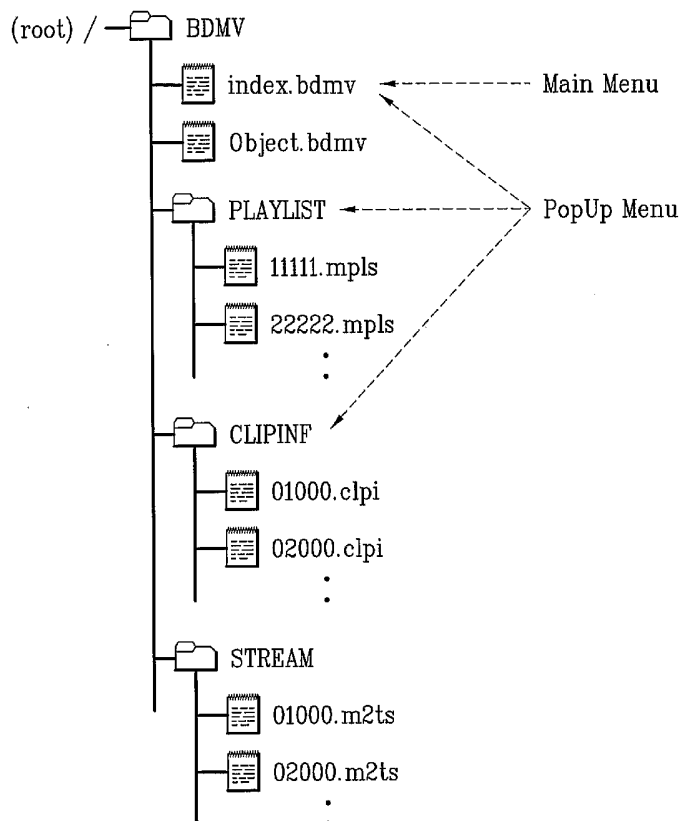 (root) / BDMV
index.bdmv Main Menu
Object.bdmv
PLAYLIST PopUp Menu
11111.mpls
22222.mpls
CLIPINF
01000.clpi
02000.clpi
STREAM
01000.m2ts
02000.m2ts